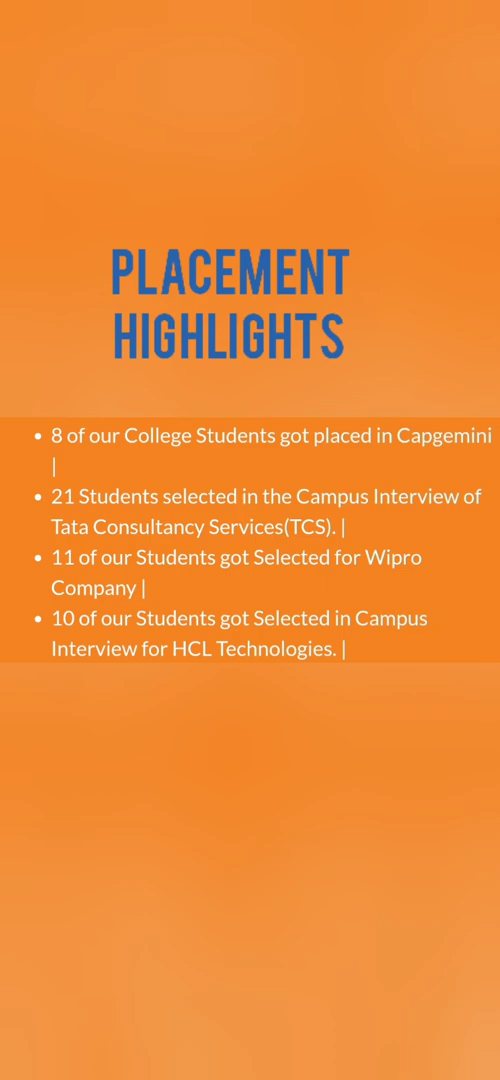 PLACEMENT
HIGHLIGHTS
• 8 of our College Students got placed in Capgemini
|
• 21 Students selected in the Campus Interview of
Tata Consultancy Services(TCS). |
• 11 of our Students got Selected for Wipro
Company |
• 10 of our Students got Selected in Campus
Interview for HCL Technologies. |